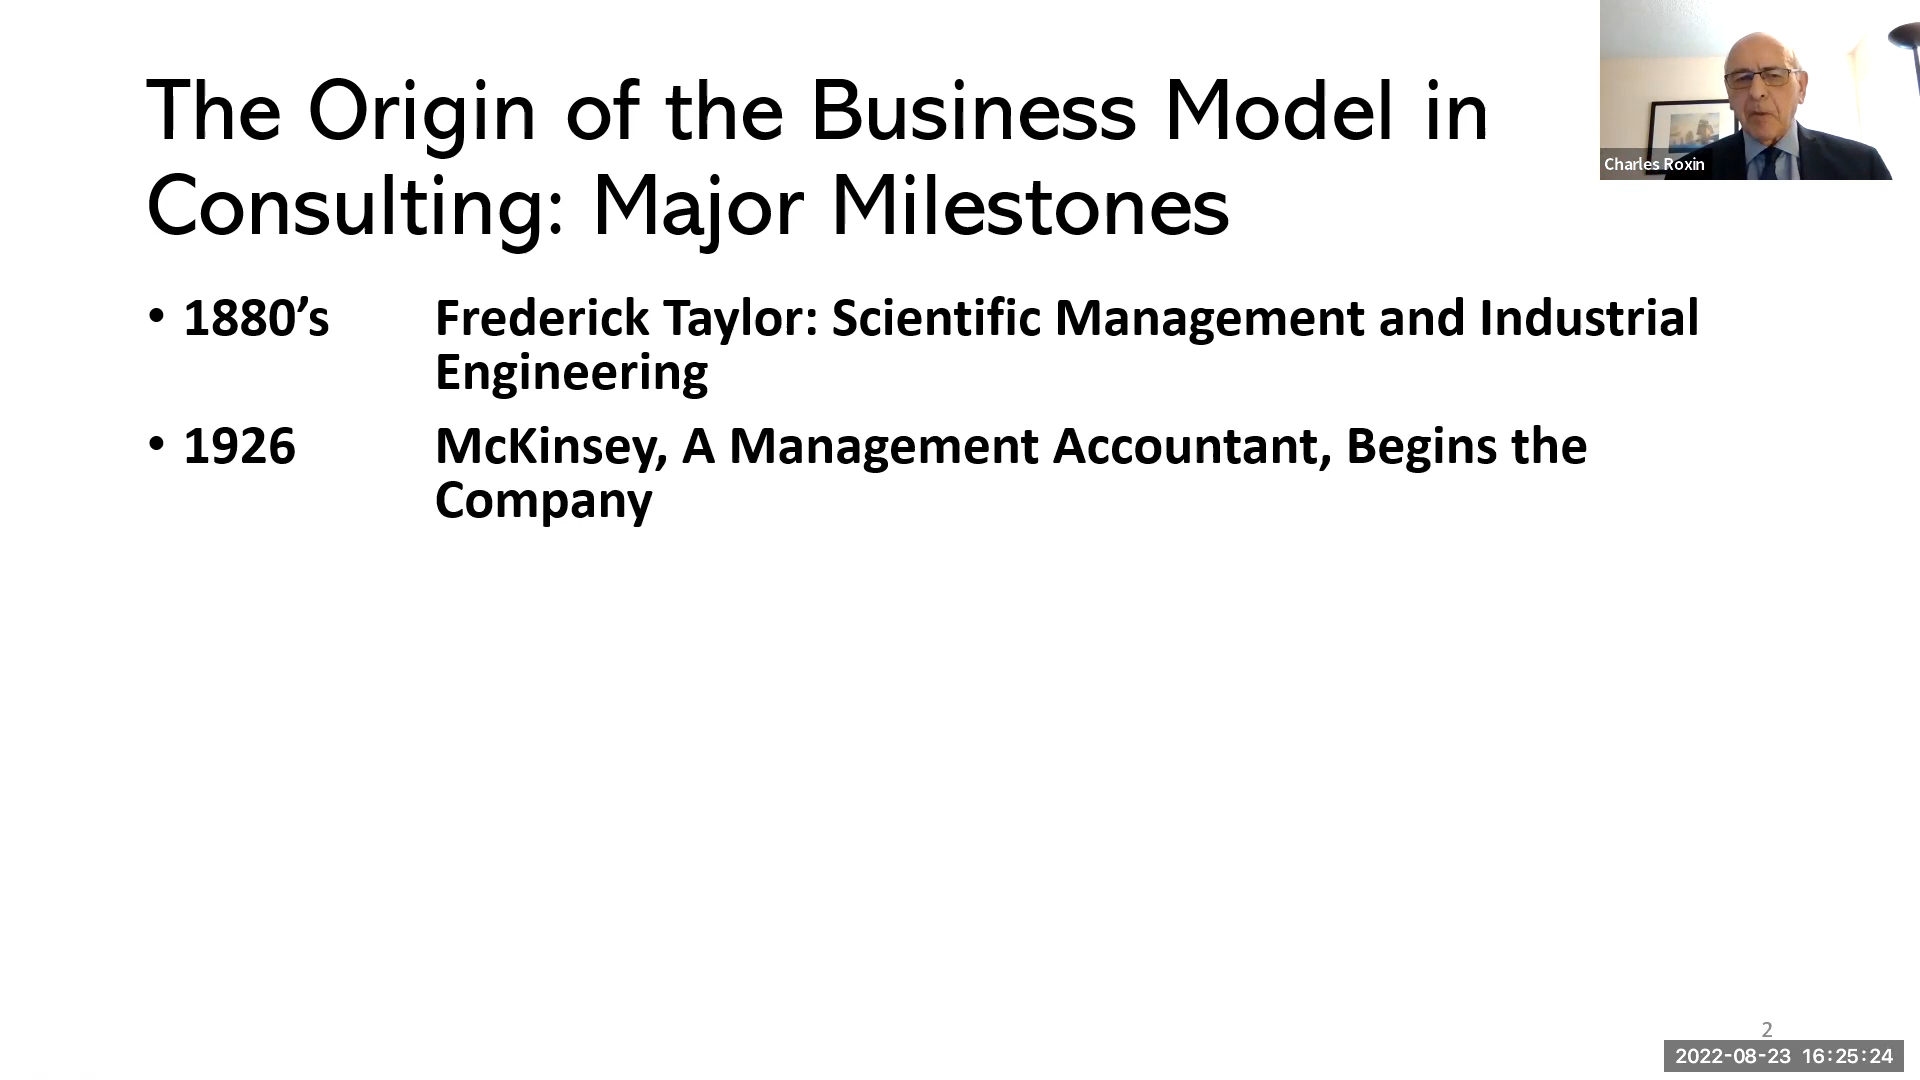 The Origin of the Business Model in
Consulting: Major Milestones
Charles Roxin
• 1880’s Frederick Taylor: Scientific Management and Industrial
Engineering
• 1926 McKinsey, A Management Accountant, Begins the
Company
2
2022-08-23 16:25:24